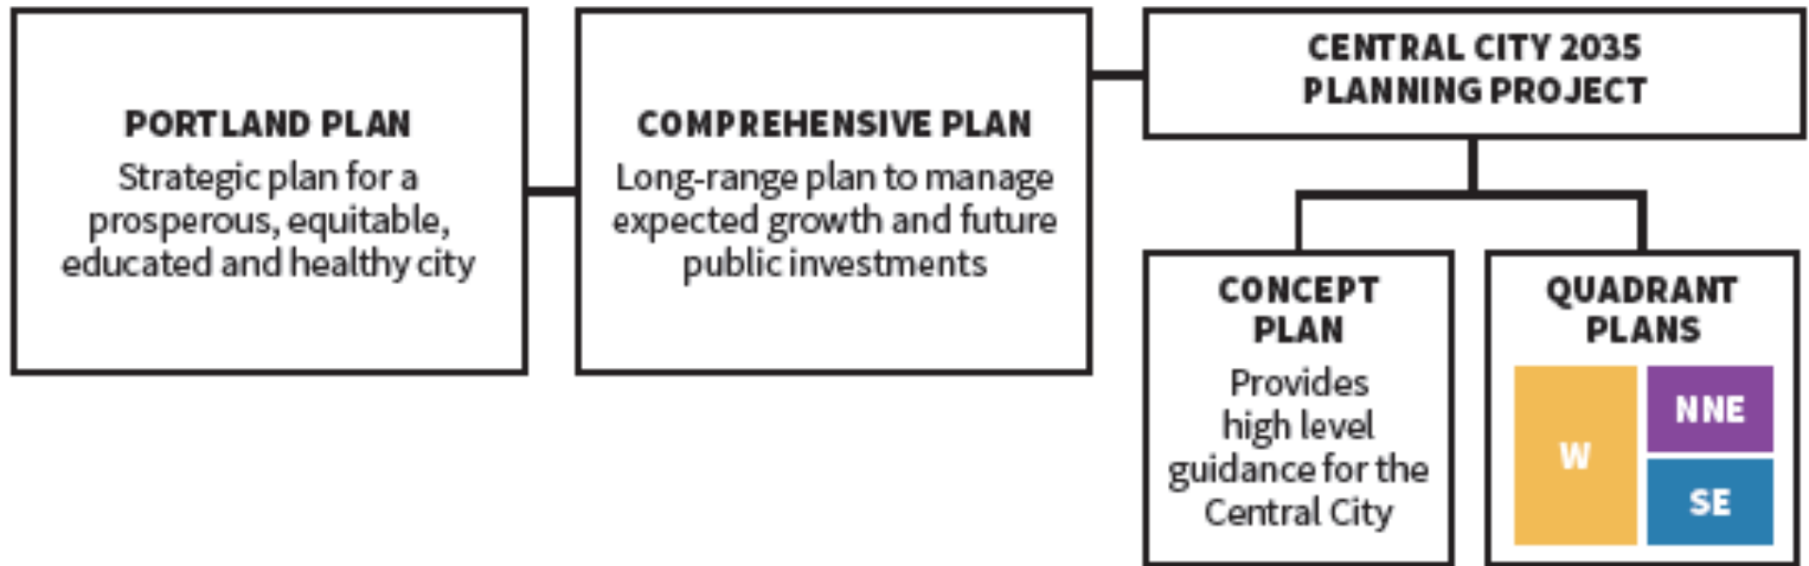 PORTLAND PLAN
Strategic plan for a
prosperous, equitable,
educated and healthy city
COMPREHENSIVE PLAN
Long-range plan to manage
expected growth and future
public investments
CENTRAL CITY 2035
PLANNING PROJECT
CONCEPT
PLAN
Provides
high level
guidance for the
Central City
QUADRANT
PLANS
W
NNE
SE